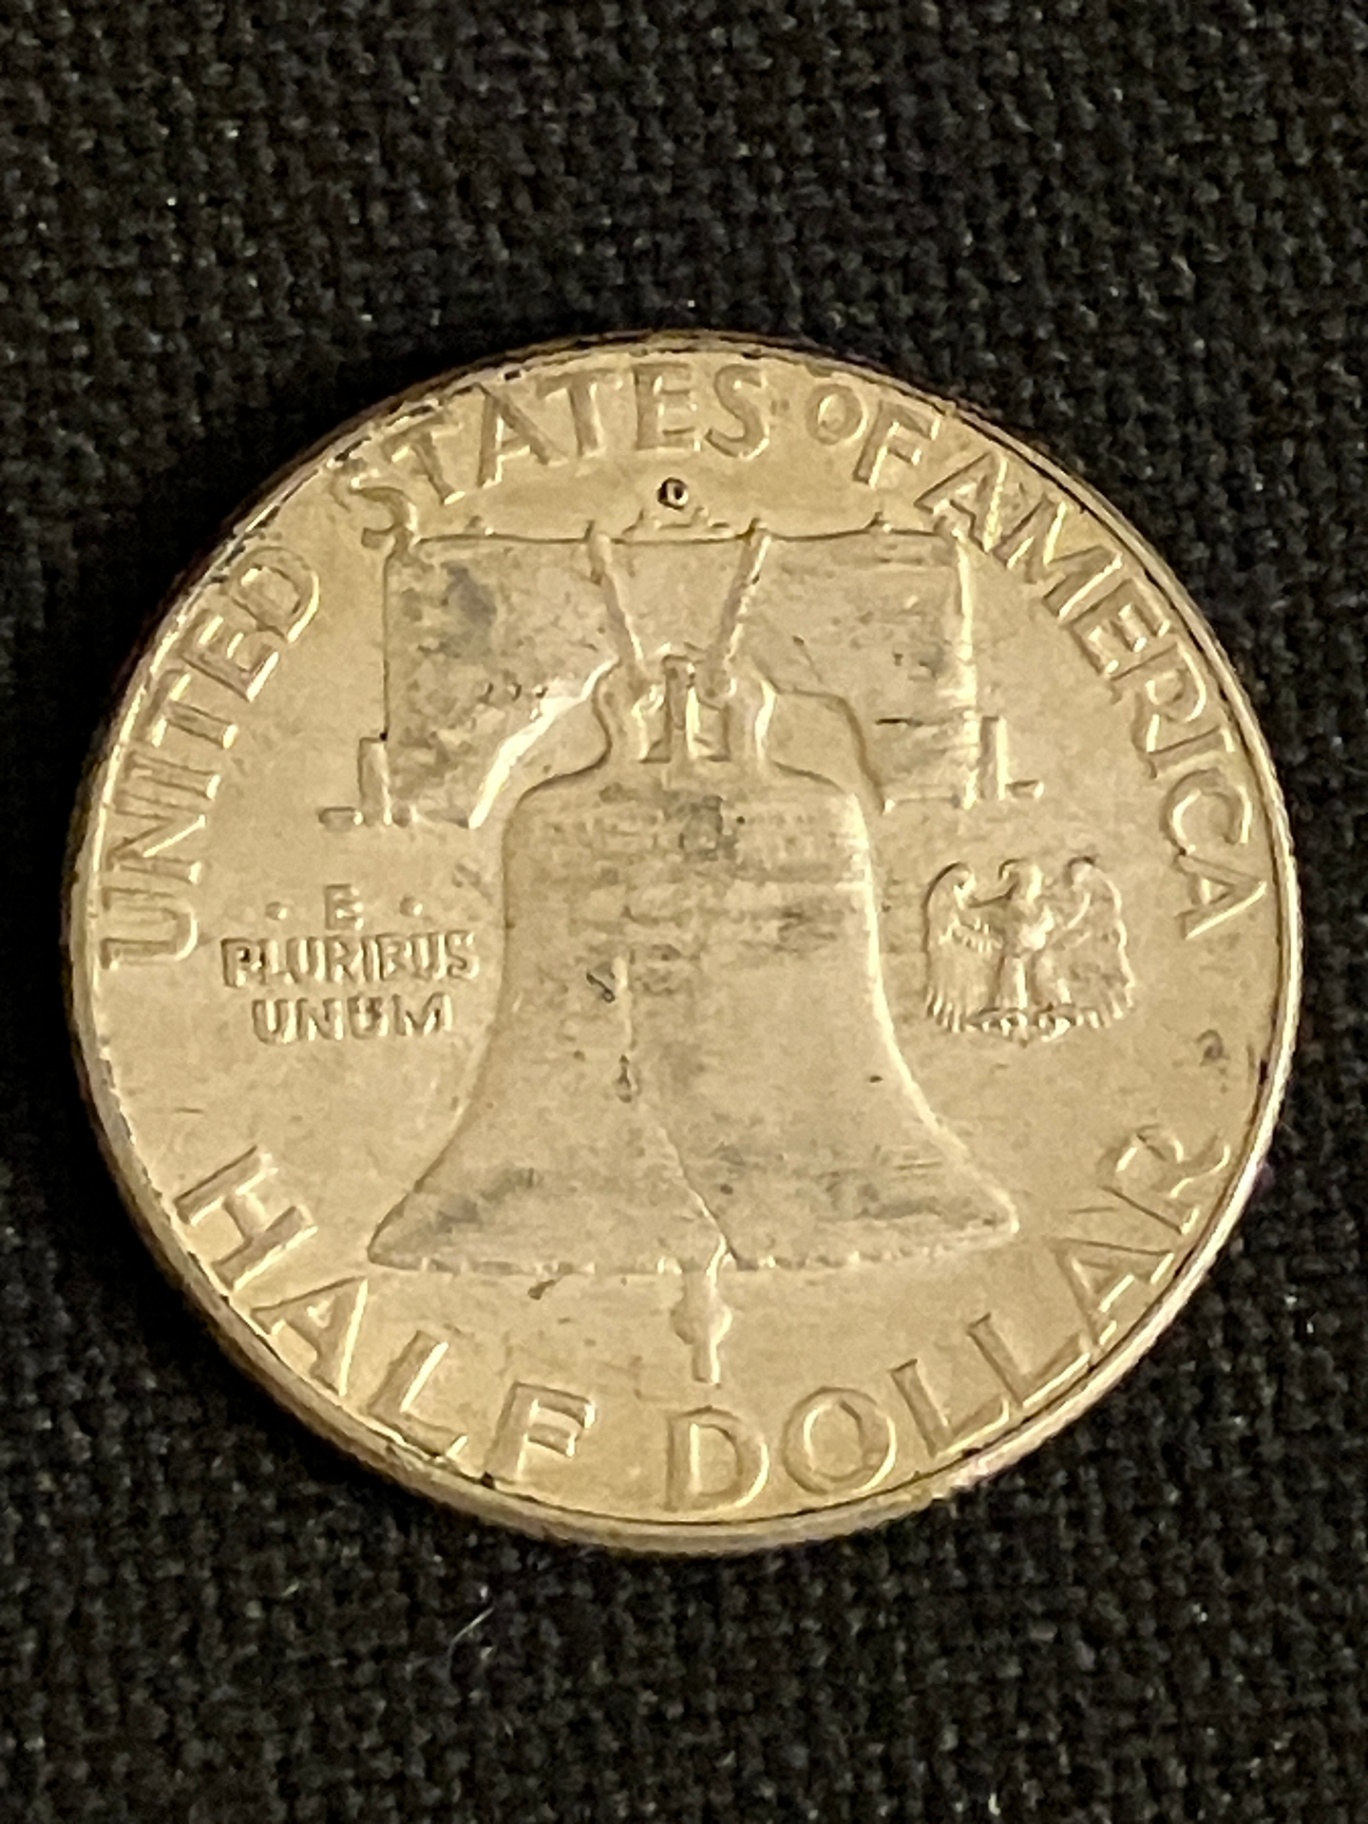 UNITED STATES OF AMERICA
D
· E ·
PLURIBUS
UNUM
HALF DOLLAR